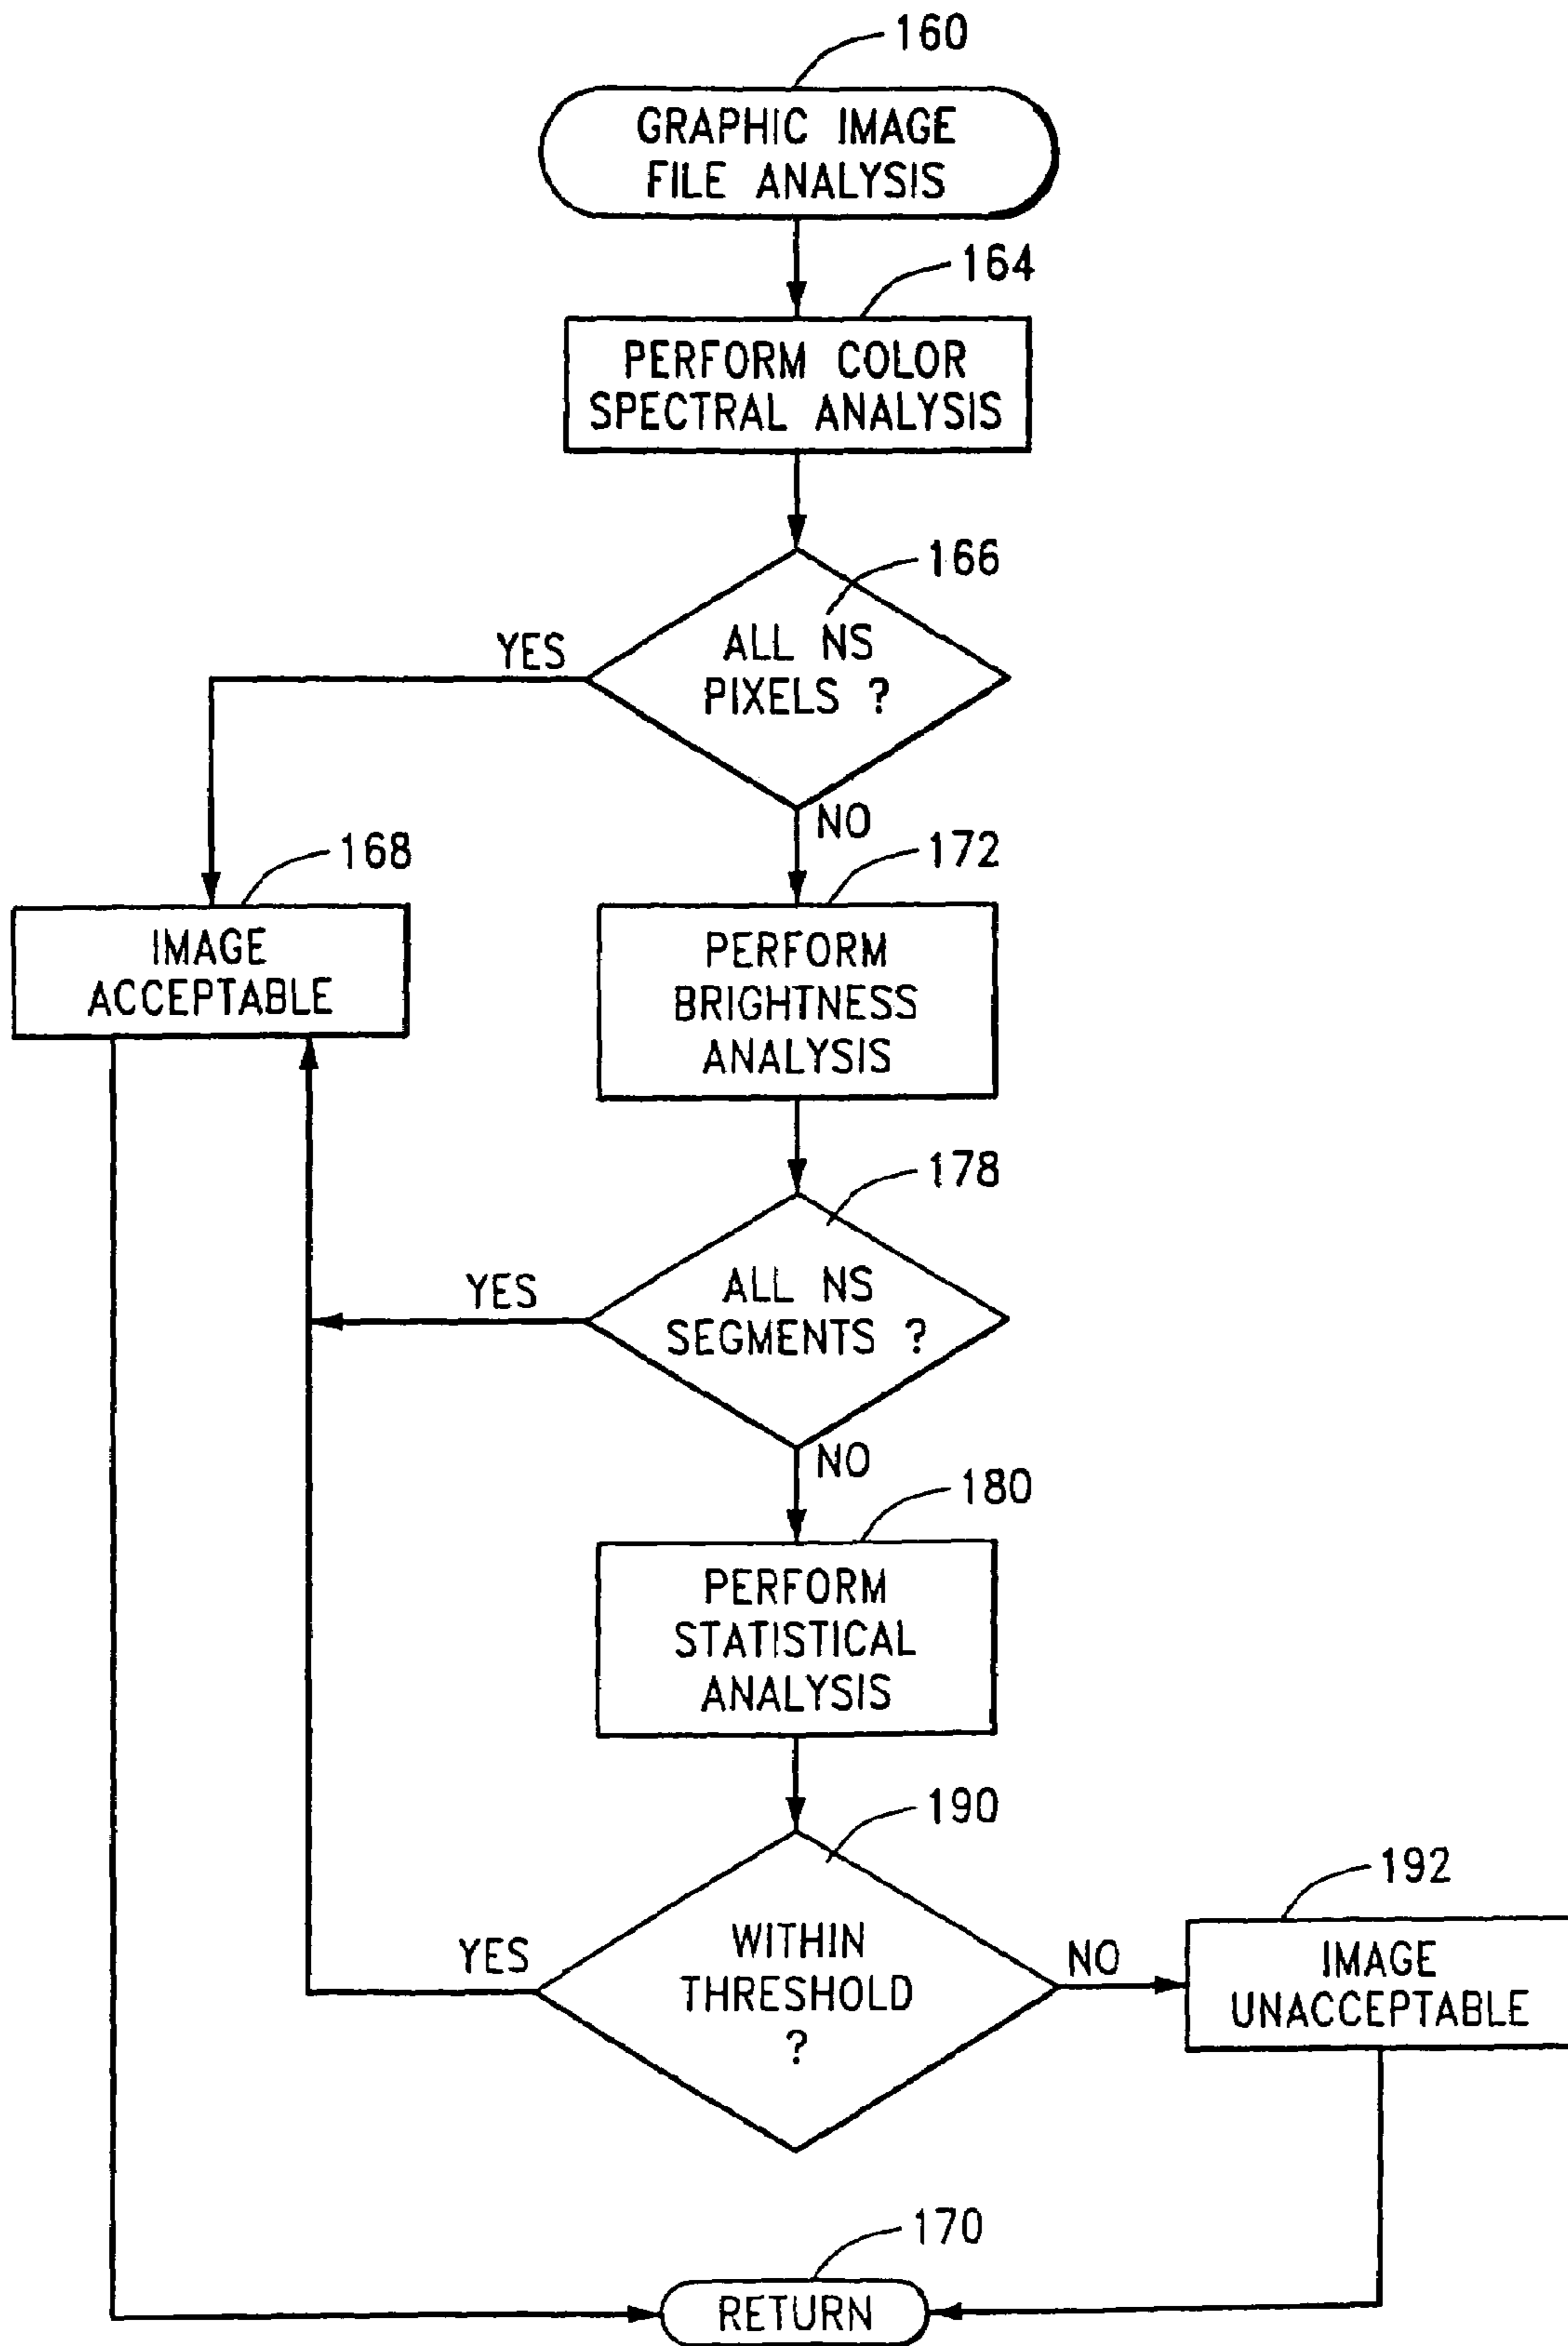 160
GRAPHIC IMAGE
FILE ANALYSIS
164
PERFORM COLOR
SPECTRAL ANALYSIS
166
ALL NS
PIXELS ?
YES
NO
168
IMAGE
ACCEPTABLE
172
PERFORM
BRIGHTNESS
ANALYSIS
178
ALL NS
SEGMENTS ?
YES
NO
180
PERFORM
STATISTICAL
ANALYSIS
190
WITHIN
THRESHOLD
?
YES
NO
192
IMAGE
UNACCEPTABLE
170
RETURN